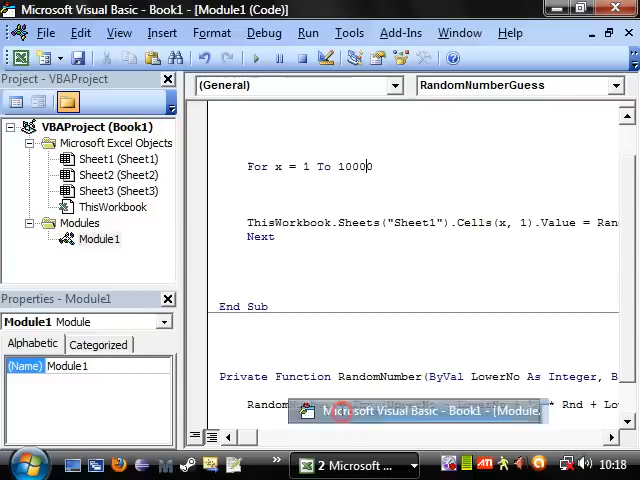 Microsoft Visual Basic - Book1 - [Module1 (Code)]
File Edit View Insert Format Debug Run Tools Add-Ins Window Help
Project - VBAProject
(General) RandomNumberGuess
VBAProject (Book1)
Microsoft Excel Objects
Sheet1 (Sheet1)
Sheet2 (Sheet2)
Sheet3 (Sheet3)
ThisWorkbook
Modules
Module1
For x = 1 To 10000
ThisWorkbook.Sheets("Sheet1").Cells(x, 1).Value = Ran
Next
End Sub
Properties - Module1
Module1 Module
Alphabetic Categorized
(Name) Module1
Private Function RandomNumber(ByVal LowerNo As Integer, B
* Rnd + Lo
Microsoft Visual Basic - Book1 - [Module
2 Microsoft ...
ATI
10:18